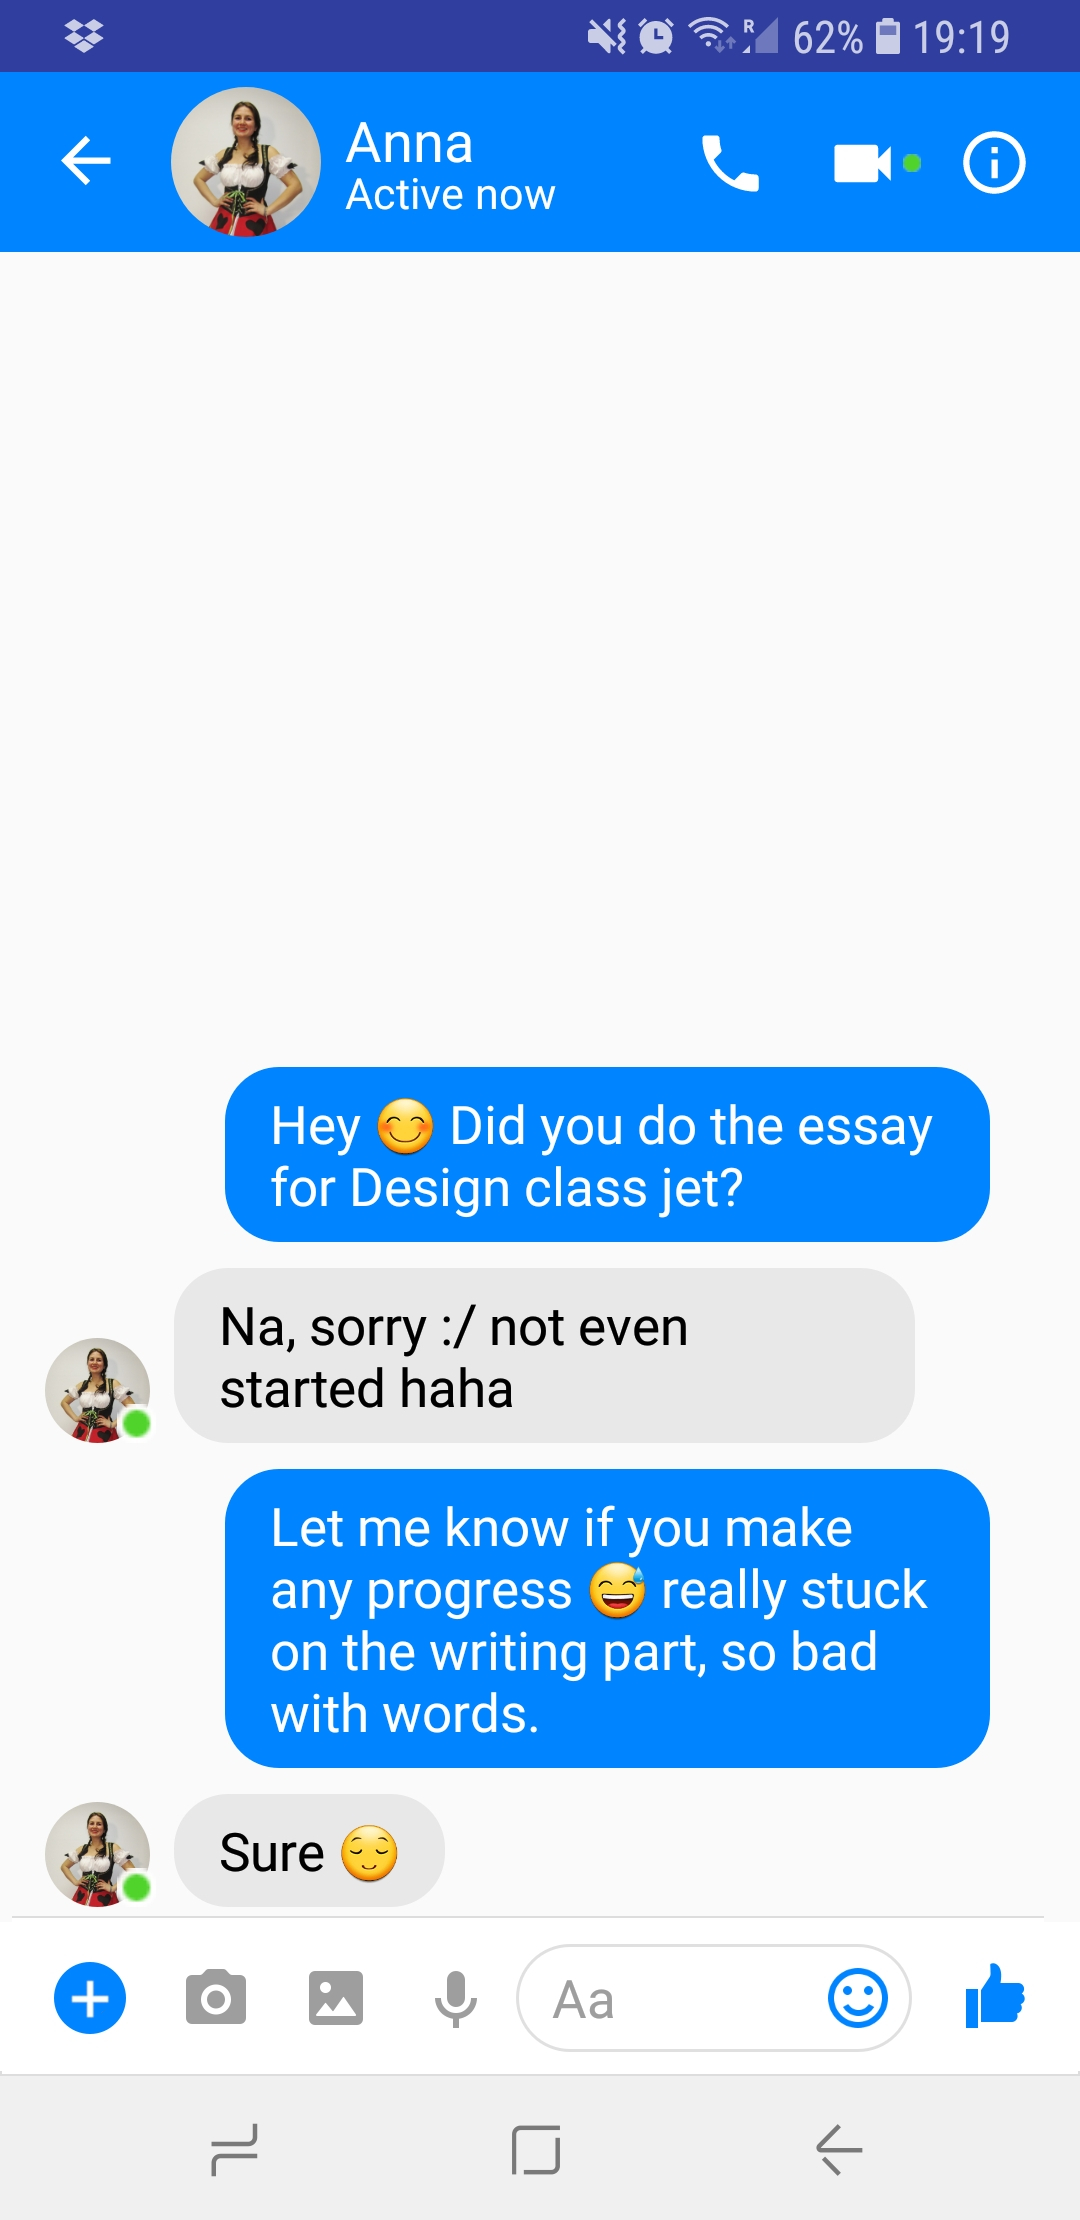 R 62% 19:19
Anna
Active now
Hey 😊 Did you do the essay
for Design class jet?
Na, sorry :/ not even
started haha
Let me know if you make
any progress 😅 really stuck
on the writing part, so bad
with words.
Sure 😌
Aa